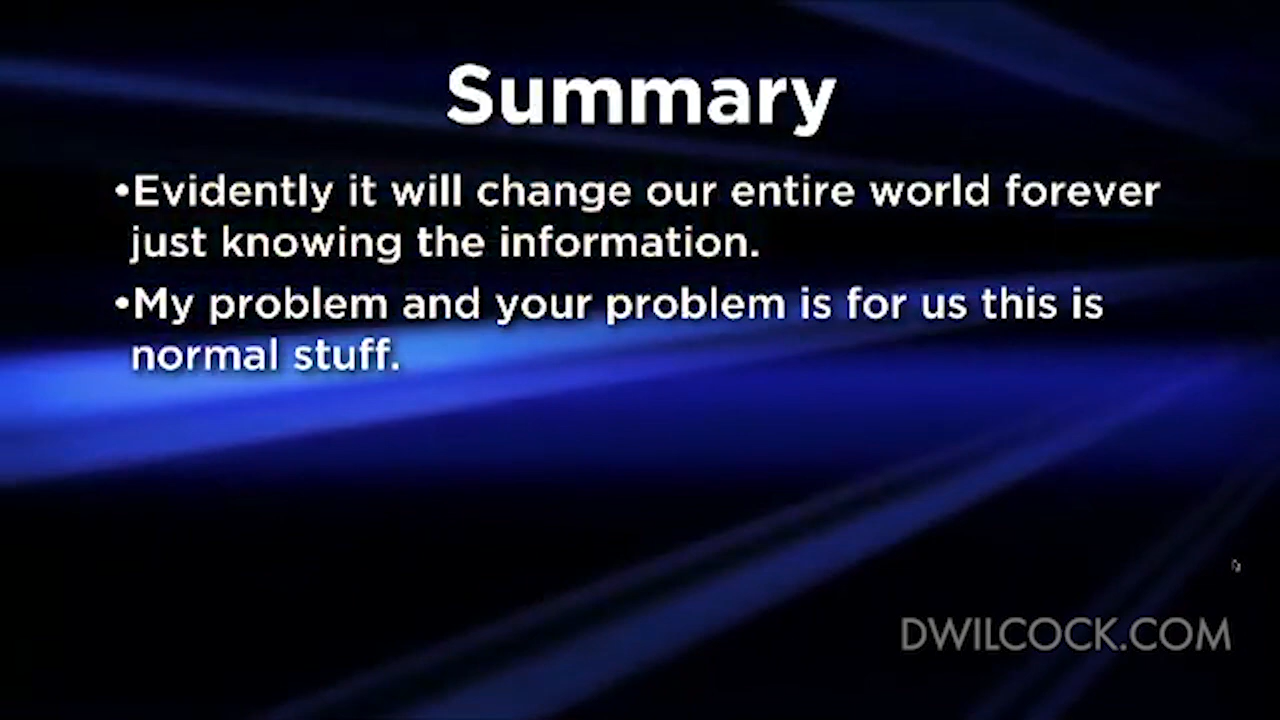 Summary
•Evidently it will change our entire world forever
just knowing the information.
•My problem and your problem is for us this is
normal stuff.
DWILCOCK.COM